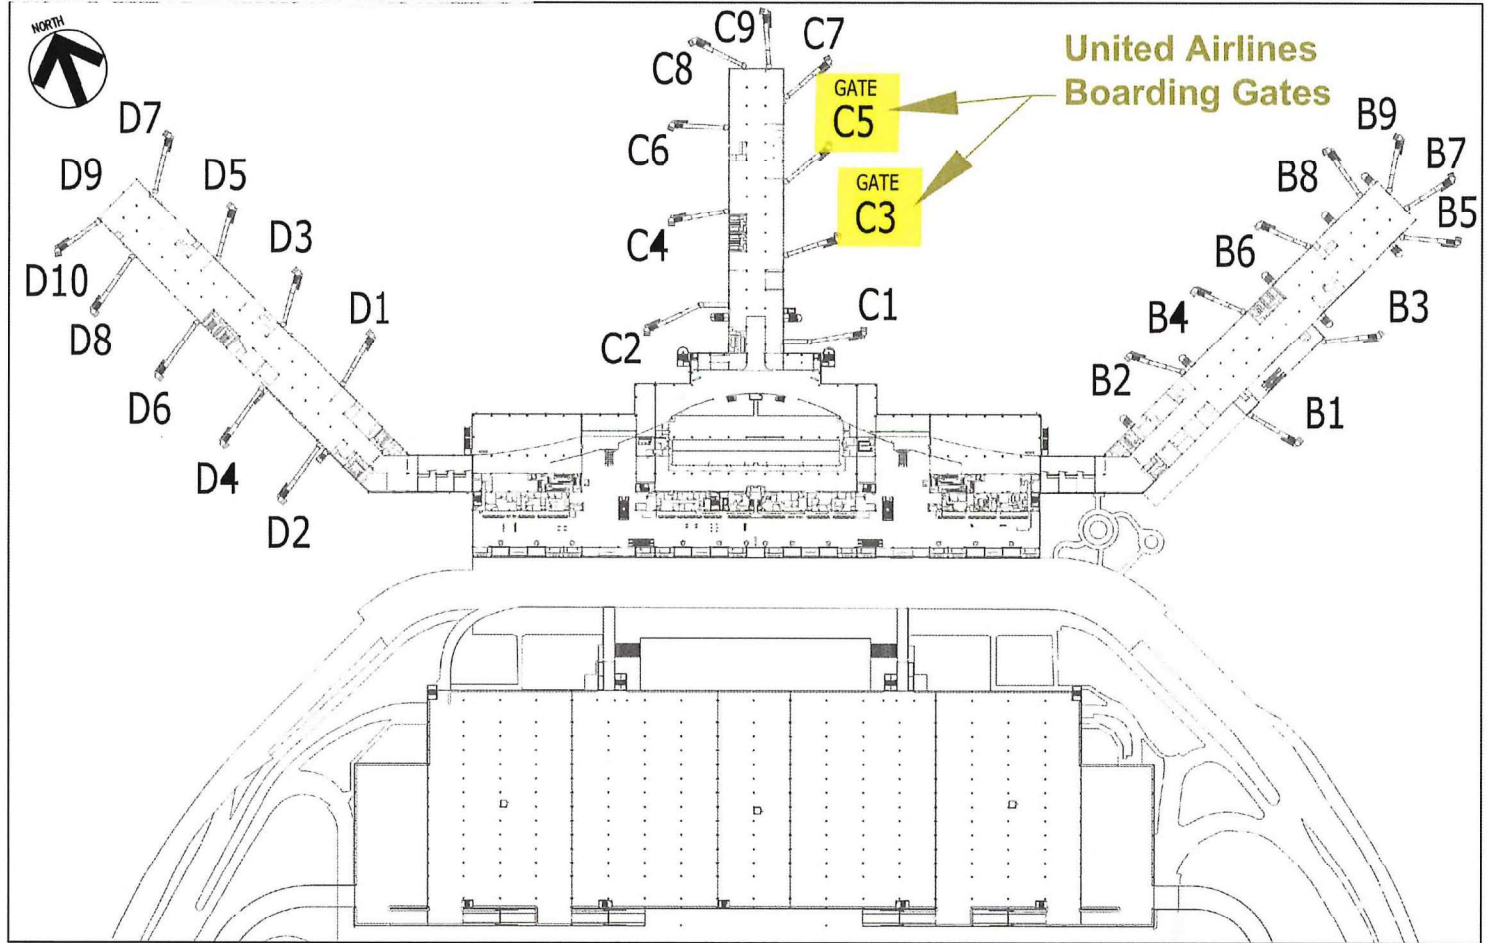 NORTH
C9
C7
C8
United Airlines
Boarding Gates
GATE
C5
D7
B9
C6
B7
D9
D5
GATE
C3
B8
B5
D3
C4
B6
D10
D1
C1
B4
B3
D8
C2
D6
B2
B1
D4
D2